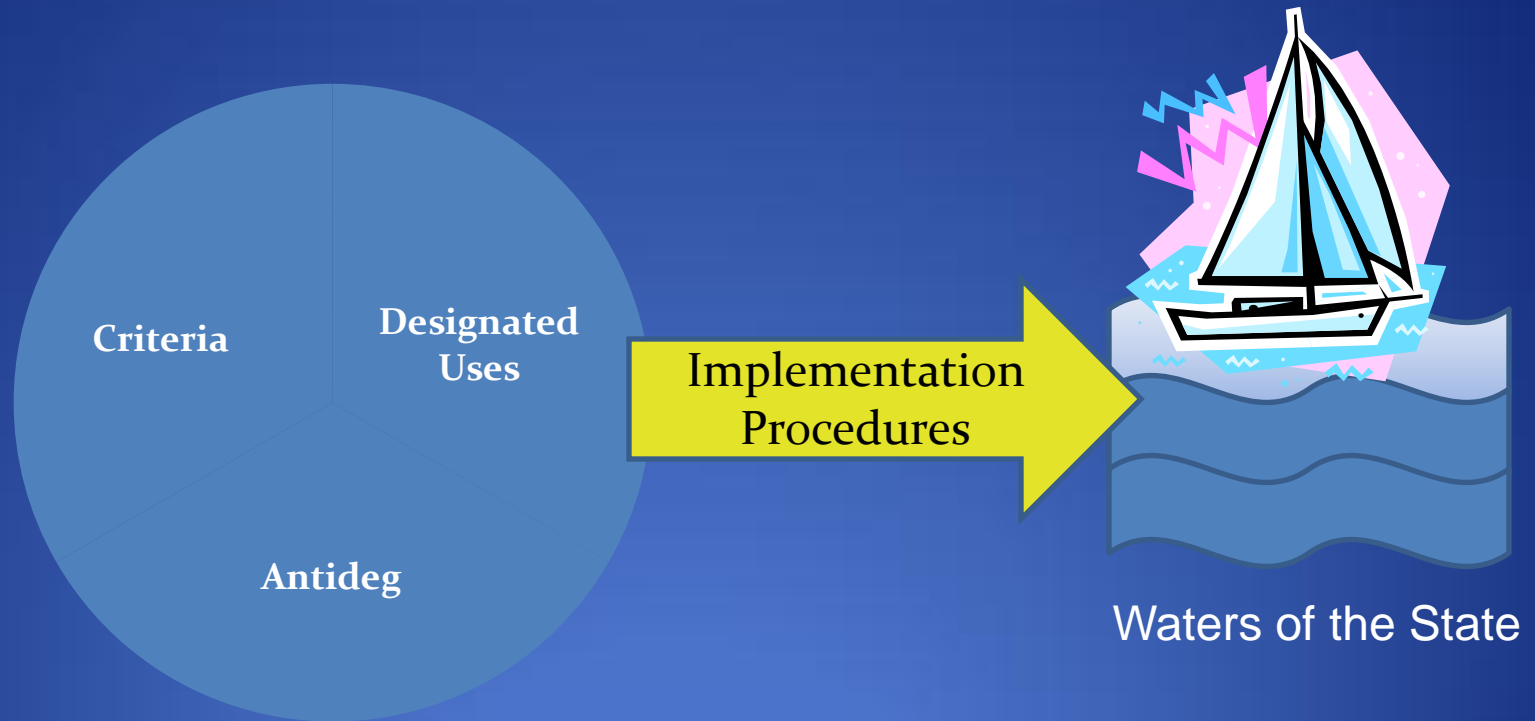 Criteria
Designated
Uses
Antideg
Implementation
Procedures
Waters of the State